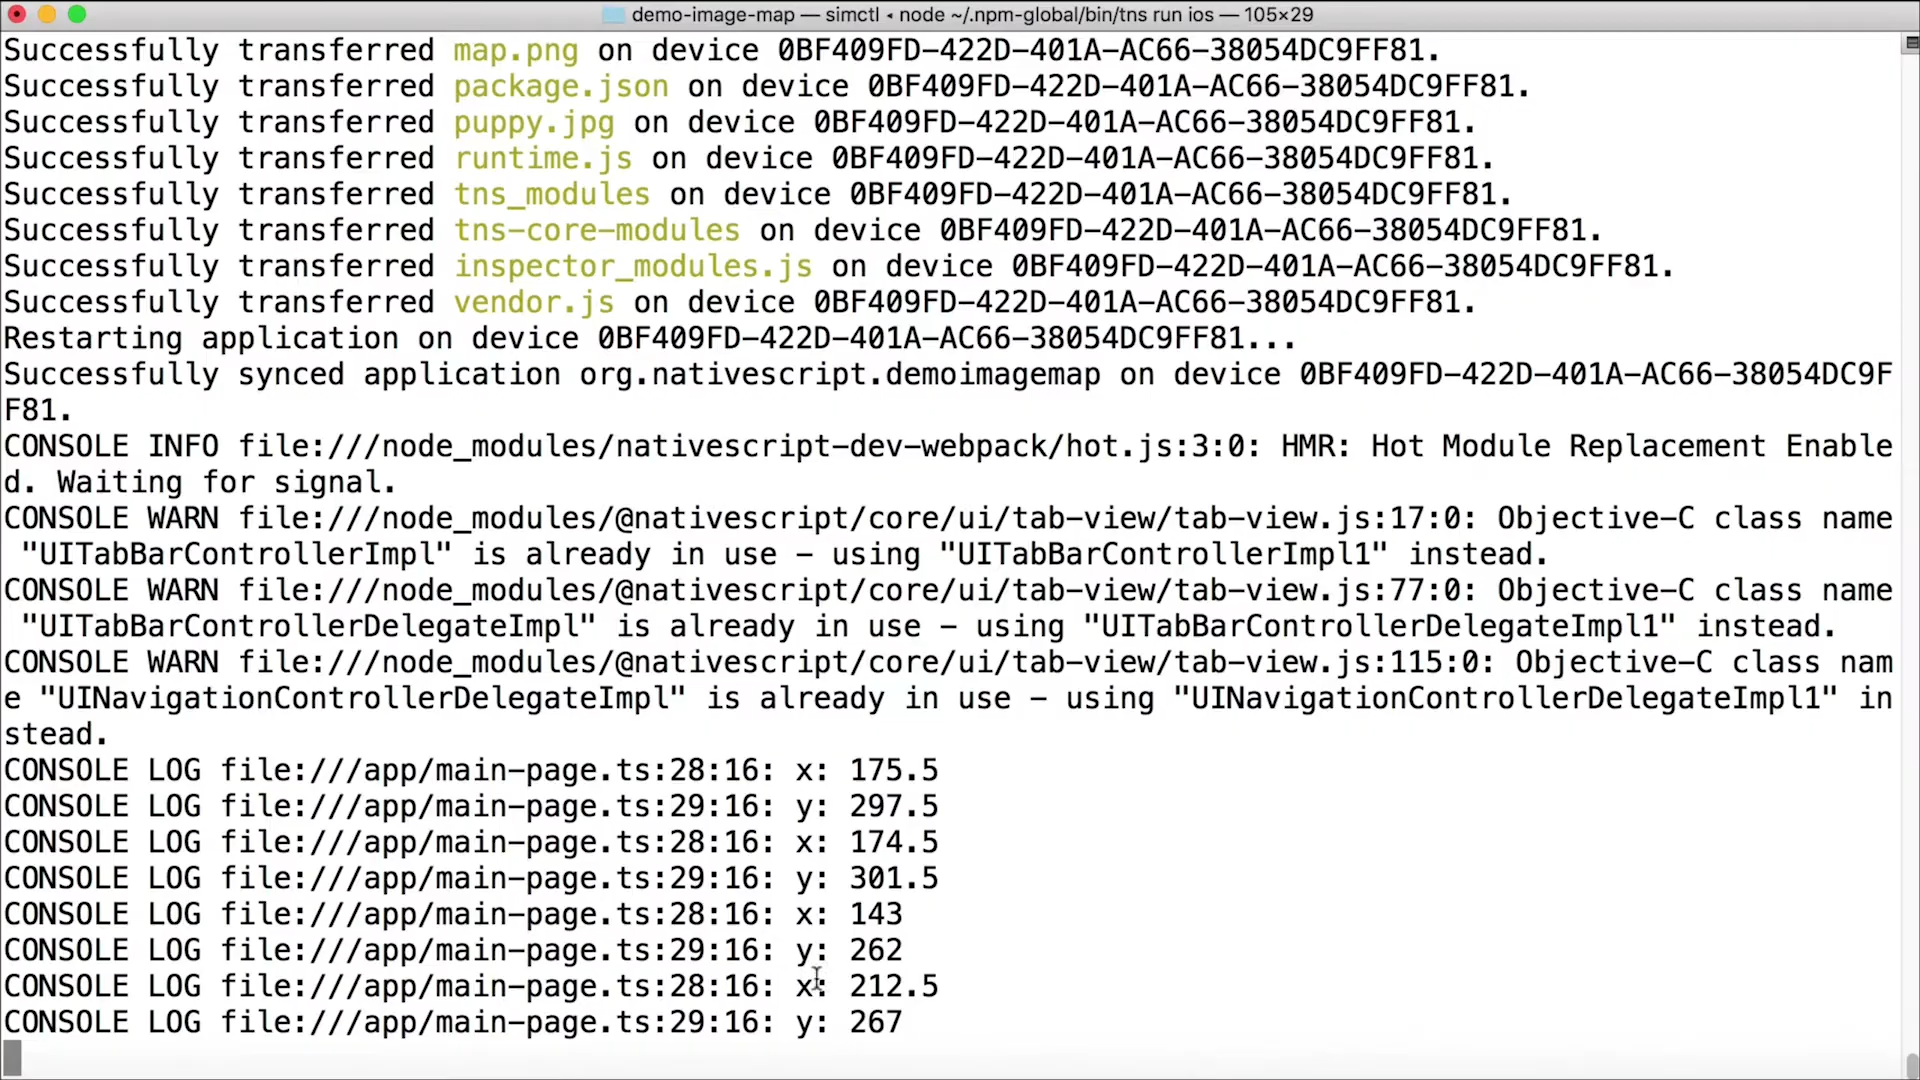 demo-image-map — simctl ◂ node ~/.npm-global/bin/tns run ios — 105×29
Successfully transferred map.png on device 0BF409FD-422D-401A-AC66-38054DC9FF81.
Successfully transferred package.json on device 0BF409FD-422D-401A-AC66-38054DC9FF81.
Successfully transferred puppy.jpg on device 0BF409FD-422D-401A-AC66-38054DC9FF81.
Successfully transferred runtime.js on device 0BF409FD-422D-401A-AC66-38054DC9FF81.
Successfully transferred tns_modules on device 0BF409FD-422D-401A-AC66-38054DC9FF81.
Successfully transferred tns-core-modules on device 0BF409FD-422D-401A-AC66-38054DC9FF81.
Successfully transferred inspector_modules.js on device 0BF409FD-422D-401A-AC66-38054DC9FF81.
Successfully transferred vendor.js on device 0BF409FD-422D-401A-AC66-38054DC9FF81.
Restarting application on device 0BF409FD-422D-401A-AC66-38054DC9FF81...
Successfully synced application org.nativescript.demoimagemap on device 0BF409FD-422D-401A-AC66-38054DC9F
F81.
CONSOLE INFO file:///node_modules/nativescript-dev-webpack/hot.js:3:0: HMR: Hot Module Replacement Enable
d. Waiting for signal.
CONSOLE WARN file:///node_modules/@nativescript/core/ui/tab-view/tab-view.js:17:0: Objective-C class name
"UITabBarControllerImpl" is already in use - using "UITabBarControllerImpl1" instead.
CONSOLE WARN file:///node_modules/@nativescript/core/ui/tab-view/tab-view.js:77:0: Objective-C class name
"UITabBarControllerDelegateImpl" is already in use - using "UITabBarControllerDelegateImpl1" instead.
CONSOLE WARN file:///node_modules/@nativescript/core/ui/tab-view/tab-view.js:115:0: Objective-C class nam
e "UINavigationControllerDelegateImpl" is already in use - using "UINavigationControllerDelegateImpl1" in
stead.
CONSOLE LOG file:///app/main-page.ts:28:16: x: 175.5
CONSOLE LOG file:///app/main-page.ts:29:16: y: 297.5
CONSOLE LOG file:///app/main-page.ts:28:16: x: 174.5
CONSOLE LOG file:///app/main-page.ts:29:16: y: 301.5
CONSOLE LOG file:///app/main-page.ts:28:16: x: 143
CONSOLE LOG file:///app/main-page.ts:29:16: y: 262
CONSOLE LOG file:///app/main-page.ts:28:16: x: 212.5
CONSOLE LOG file:///app/main-page.ts:29:16: y: 267